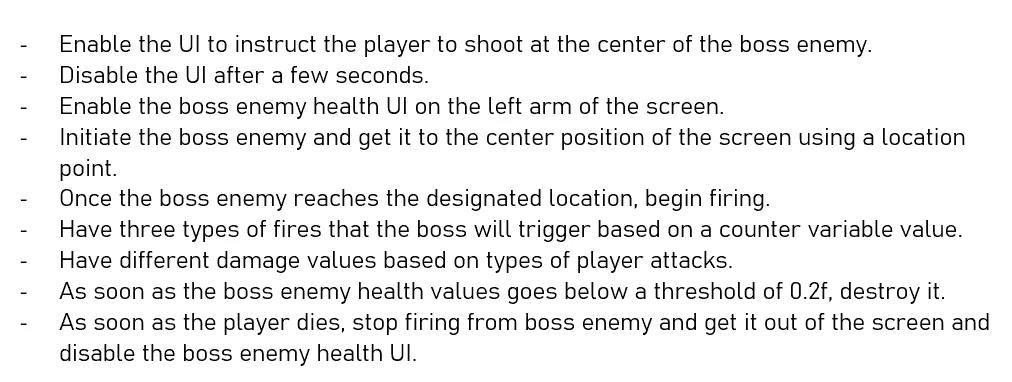 - Enable the UI to instruct the player to shoot at the center of the boss enemy.
- Disable the UI after a few seconds.
- Enable the boss enemy health UI on the left arm of the screen.
- Initiate the boss enemy and get it to the center position of the screen using a location
point.
- Once the boss enemy reaches the designated location, begin firing.
- Have three types of fires that the boss will trigger based on a counter variable value.
- Have different damage values based on types of player attacks.
- As soon as the boss enemy health values goes below a threshold of 0.2f, destroy it.
- As soon as the player dies, stop firing from boss enemy and get it out of the screen and
disable the boss enemy health UI.